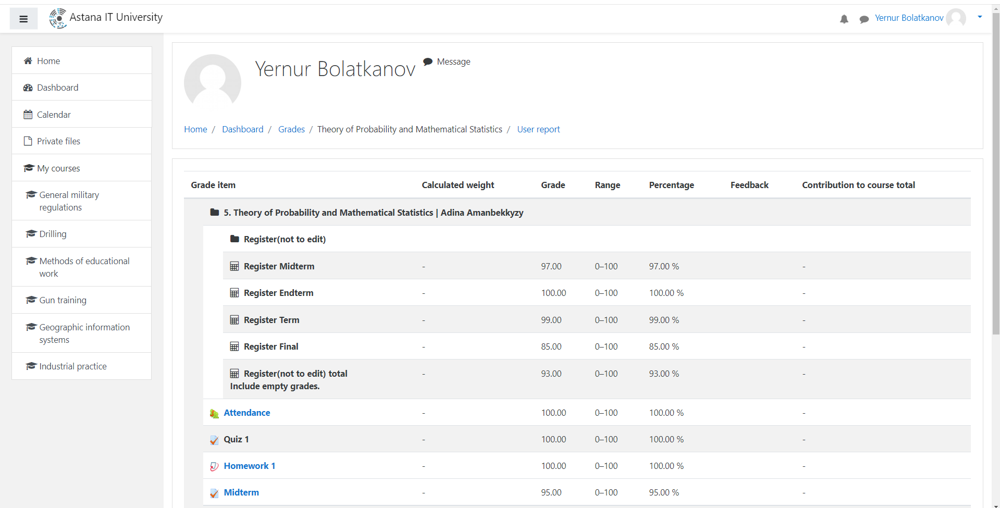 Astana IT University
Yernur Bolatkanov
Home
Dashboard
Calendar
Private files
My courses
General military
regulations
Drilling
Methods of educational
work
Gun training
Geographic information
systems
Industrial practice
Yernur Bolatkanov
Message
Home / Dashboard / Grades / Theory of Probability and Mathematical Statistics / User report
Grade item Calculated weight Grade Range Percentage Feedback Contribution to course total
5. Theory of Probability and Mathematical Statistics | Adina Amanbekkyzy
Register(not to edit)
Register Midterm - 97.00 0–100 97.00 % -
Register Endterm - 100.00 0–100 100.00 % -
Register Term - 99.00 0–100 99.00 % -
Register Final - 85.00 0–100 85.00 % -
Register(not to edit) total - 93.00 0–100 93.00 % -
Include empty grades.
Attendance - 100.00 0–100 100.00 % -
Quiz 1 - 100.00 0–100 100.00 % -
Homework 1 - 100.00 0–100 100.00 % -
Midterm - 95.00 0–100 95.00 % -